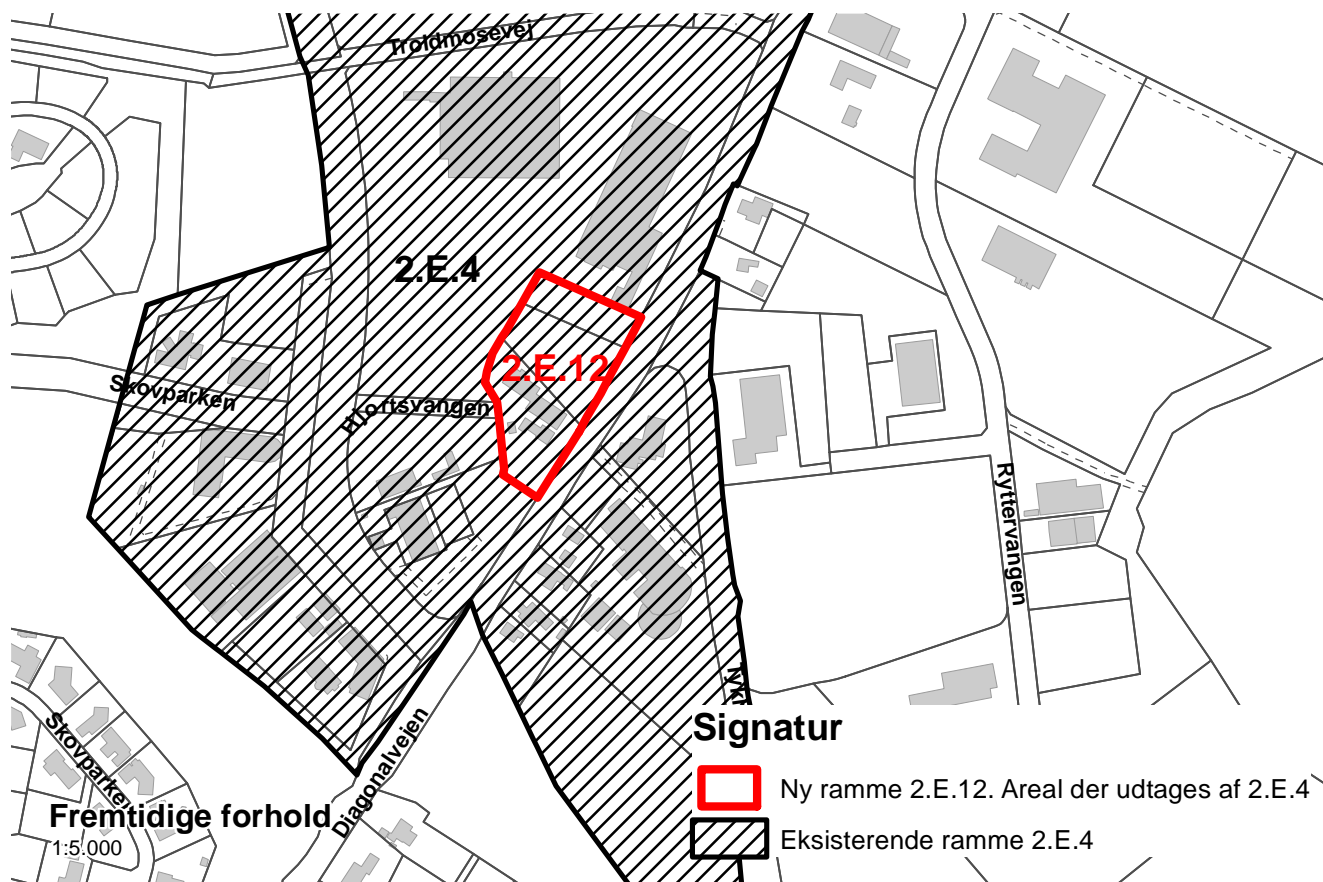 Troldmosevej
2.E.4
2.E.12
Skovparken
Hjortsvangen
Ryttervangen
Signatur
Skovparken
Ny ramme 2.E.12. Areal der udtages af 2.E.4
Diagonalvejen
Fremtidige forhold
Eksisterende ramme 2.E.4
1:5.000